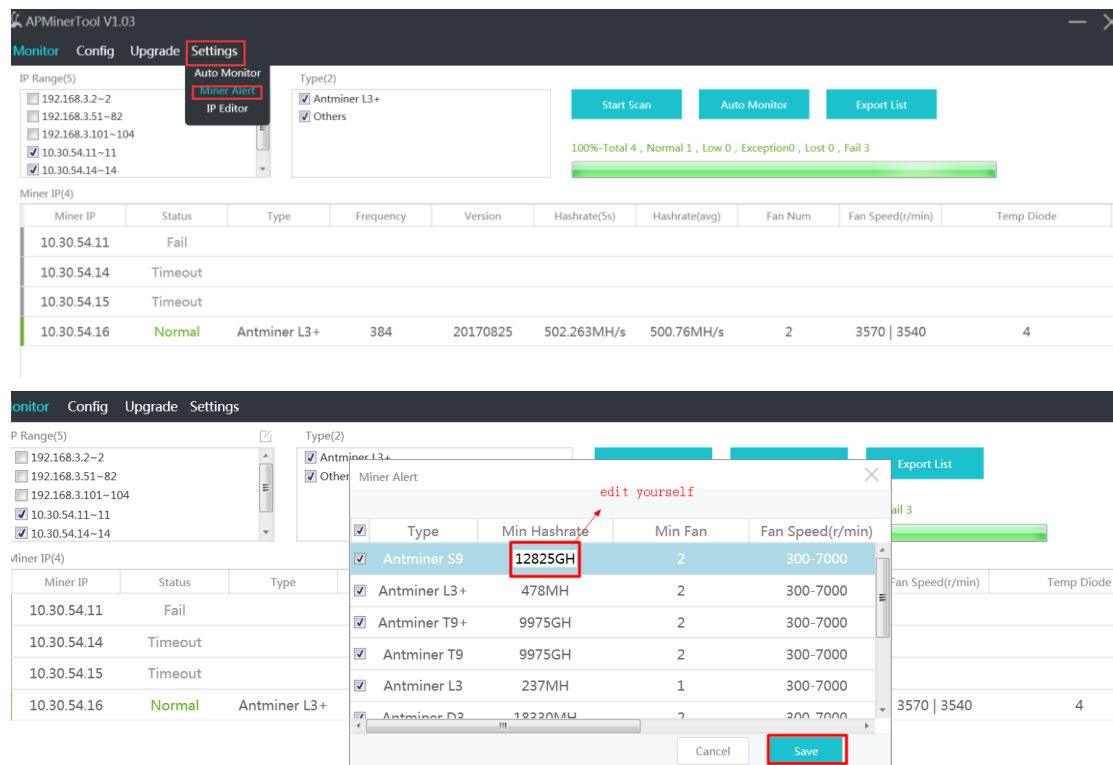 APMinerTool V1.03
Monitor Config Upgrade Settings
Auto Monitor
Miner Alert
IP Editor
IP Range(5)
192.168.3.2~2
192.168.3.51~82
192.168.3.101~104
10.30.54.11~11
10.30.54.14~14
Type(2)
Antminer L3+
Others
Start Scan Auto Monitor Export List
100%-Total 4 , Normal 1 , Low 0 , Exception0 , Lost 0 , Fail 3
Miner IP(4)
Miner IP Status Type Frequency Version Hashrate(5s) Hashrate(avg) Fan Num Fan Speed(r/min) Temp Diode
10.30.54.11 Fail
10.30.54.14 Timeout
10.30.54.15 Timeout
10.30.54.16 Normal Antminer L3+ 384 20170825 502.263MH/s 500.76MH/s 2 3570 | 3540 4
onitor Config Upgrade Settings
P Range(5)
192.168.3.2~2
192.168.3.51~82
192.168.3.101~104
10.30.54.11~11
10.30.54.14~14
Type(2)
Antminer L3+
Other
Export List
ail 3
Miner Alert
edit yourself
Type Min Hashrate Min Fan Fan Speed(r/min)
Antminer S9 12825GH 2 300-7000
Antminer L3+ 478MH 2 300-7000
Antminer T9+ 9975GH 2 300-7000
Antminer T9 9975GH 2 300-7000
Antminer L3 237MH 1 300-7000
Antminer D3 18330MH 2 300-7000
Cancel Save
Miner IP(4)
Miner IP Status Type Fan Speed(r/min) Temp Diode
10.30.54.11 Fail
10.30.54.14 Timeout
10.30.54.15 Timeout
10.30.54.16 Normal Antminer L3+ 3570 | 3540 4